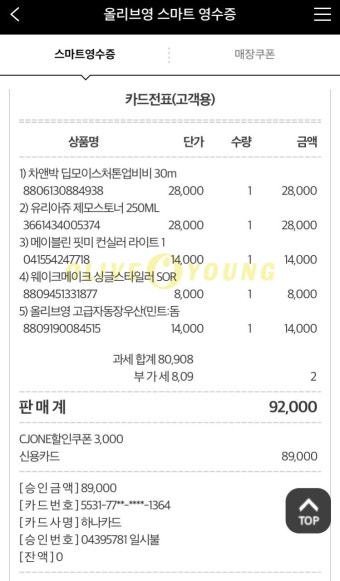 올리브영 스마트 영수증
스마트영수증 매장쿠폰
카드전표(고객용)
상품명 단가 수량 금액
1) 차앤박 딥모이스처톤업비비 30m
8806130884938 28,000 1 28,000
2) 유리아쥬 제모스토너 250ML
3661434005374 28,000 1 28,000
3) 메이블린 핏미 컨실러 라이트 1
041554247718 14,000 1 14,000
OLIVE YOUNG
4) 웨이크메이크 싱글스타일러 SOR
8809451331877 8,000 1 8,000
5) 올리브영 고급자동장우산(민트:돔
8809190084515 14,000 1 14,000
과세 합계 80,908
부 가 세 8,09 2
판 매 계 92,000
CJONE할인쿠폰 3,000
신용카드 89,000
[ 승 인 금 액 ] 89,000
[ 카 드 번 호 ] 5531-77**-****-1364
[ 카 드 사 명 ] 하나카드
[ 승 인 번 호 ] 04395781 일시불
[ 잔 액 ] 0
TOP